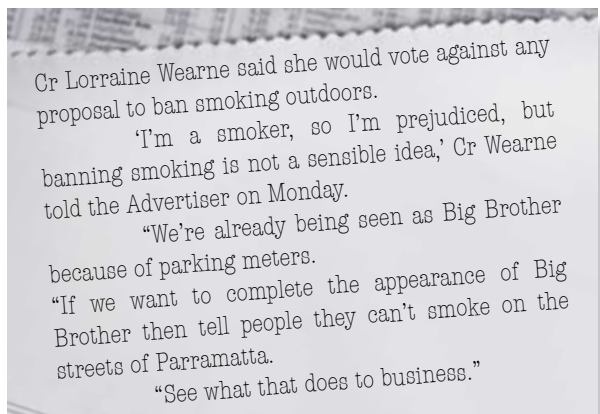 Cr Lorraine Wearne said she would vote against any
proposal to ban smoking outdoors.
‘I’m a smoker, so I’m prejudiced, but
banning smoking is not a sensible idea,’ Cr Wearne
told the Advertiser on Monday.
“We’re already being seen as Big Brother
because of parking meters.
“If we want to complete the appearance of Big
Brother then tell people they can’t smoke on the
streets of Parramatta.
“See what that does to business.”